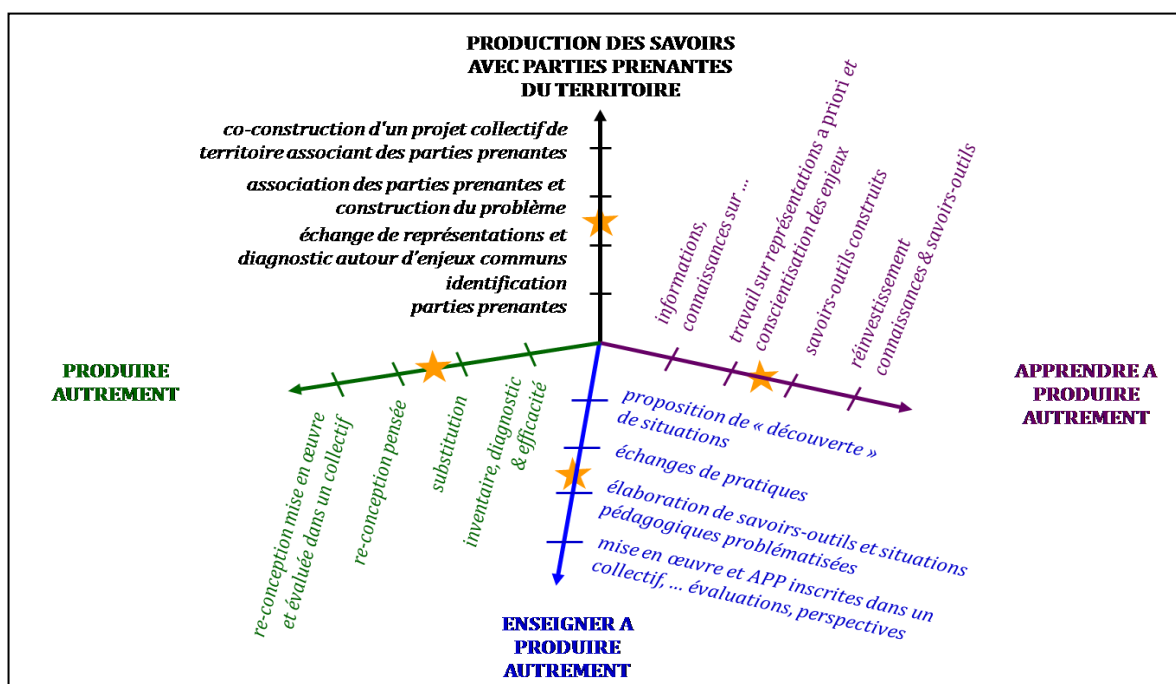 PRODUCTION DES SAVOIRS
AVEC PARTIES PRENANTES
DU TERRITOIRE
co-construction d'un projet collectif de
territoire associant des parties prenantes
association des parties prenantes et
construction du problème
échange de représentations et
diagnostic autour d'enjeux communs
identification
parties prenantes
informations,
connaissances sur ...
travail sur représentations a priori et
conscientisation des enjeux
savoirs-outils construits
réinvestissement
connaissances & savoirs-outils
PRODUIRE
AUTREMENT
APPRENDRE A
PRODUIRE
AUTREMENT
re-conception mise en œuvre
et évaluée dans un collectif
re-conception pensée
substitution
inventaire, diagnostic
& efficacité
proposition de « découverte »
de situations
échanges de pratiques
élaboration de savoirs-outils et situations
pédagogiques problématisées
mise en œuvre et APP inscrites dans un
collectif, ... évaluations, perspectives
ENSEIGNER A
PRODUIRE
AUTREMENT